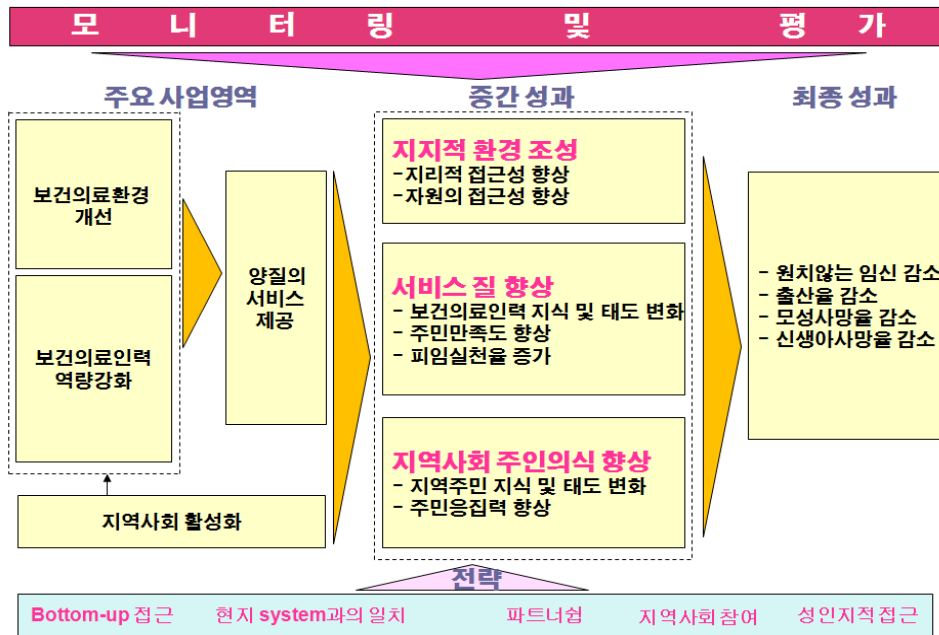 모니터링 및 평가
주요 사업영역
중간 성과
최종 성과
보건의료환경
개선
보건의료인력
역량강화
지역사회 활성화
양질의
서비스
제공
지지적 환경 조성
-지리적 접근성 향상
-자원의 접근성 향상
서비스 질 향상
- 보건의료인력 지식 및 태도 변화
- 주민만족도 향상
- 피임실천율 증가
지역사회 주인의식 향상
- 지역주민 지식 및 태도 변화
- 주민응집력 향상
- 원치않는 임신 감소
- 출산율 감소
- 모성사망율 감소
- 신생아사망율 감소
전략
Bottom-up 접근
현지 system과의 일치
파트너쉽
지역사회 참여
성인지적 접근